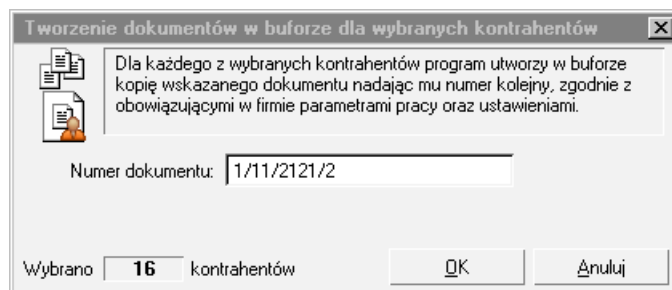 Tworzenie dokumentów w buforze dla wybranych kontrahentów
Dla każdego z wybranych kontrahentów program utworzy w buforze
kopię wskazanego dokumentu nadając mu numer kolejny, zgodnie z
obowiązującymi w firmie parametrami pracy oraz ustawieniami.
Numer dokumentu: 1/11/2121/2
Wybrano 16 kontrahentów OK Anuluj